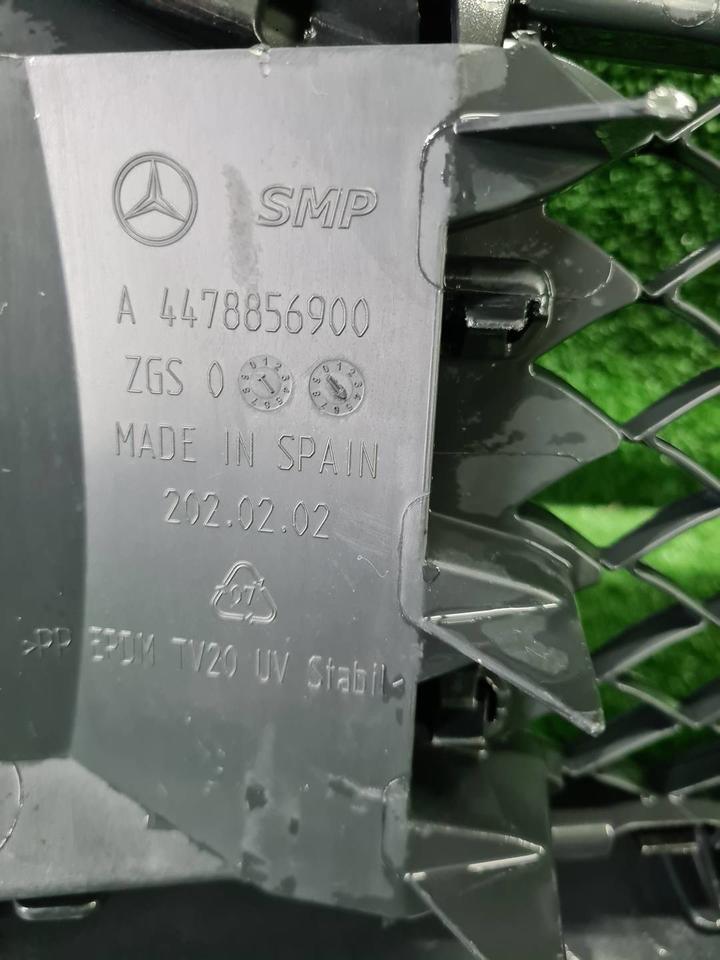 SMP
A 4478856900
ZGS 0
MADE IN SPAIN
202.02.02
07
>PP EPDM TV20 UV Stabil<